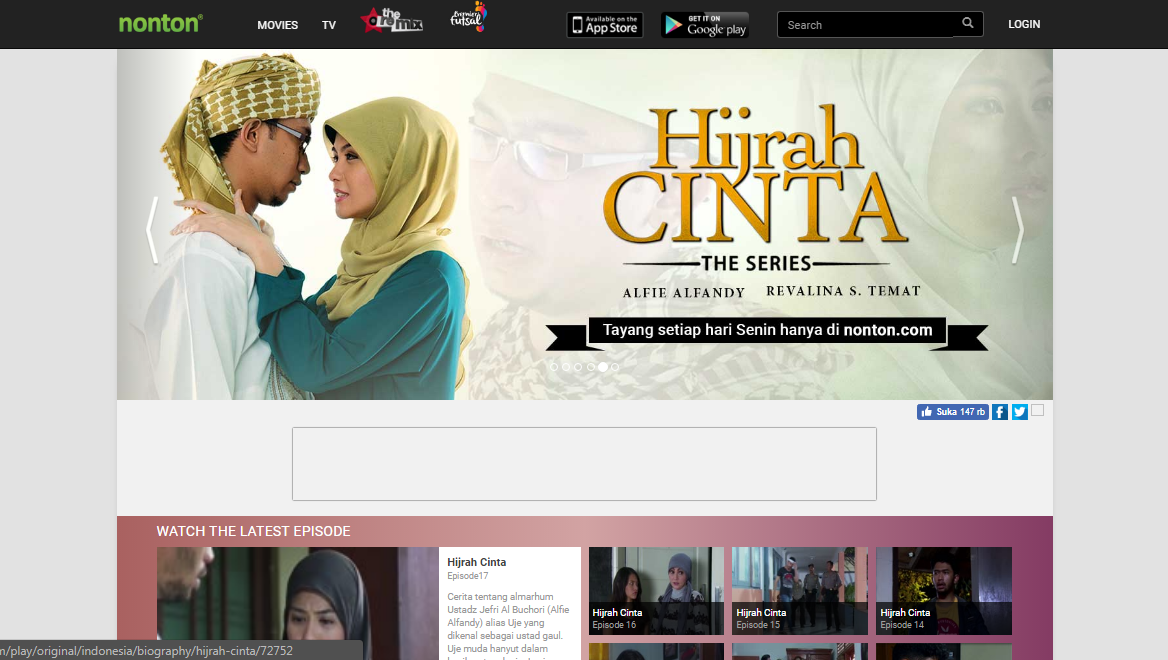 nonton®
MOVIES
TV
the
remix
futsal
Available on the
App Store
GET IT ON
Google play
Search
LOGIN
Hijrah
CINTA
THE SERIES
ALFIE ALFANDY REVALINA S. TEMAT
Tayang setiap hari Senin hanya di nonton.com
Suka 147 rb
WATCH THE LATEST EPISODE
Hijrah Cinta
Episode17
Cerita tentang almarhum
Ustadz Jefri Al Buchori (Alfie
Alfandy) alias Uje yang
dikenal sebagai ustad gaul.
Uje muda hanyut dalam
Hijrah Cinta
Episode 16
Hijrah Cinta
Episode 15
Hijrah Cinta
Episode 14
m/play/original/indonesia/biography/hijrah-cinta/72752